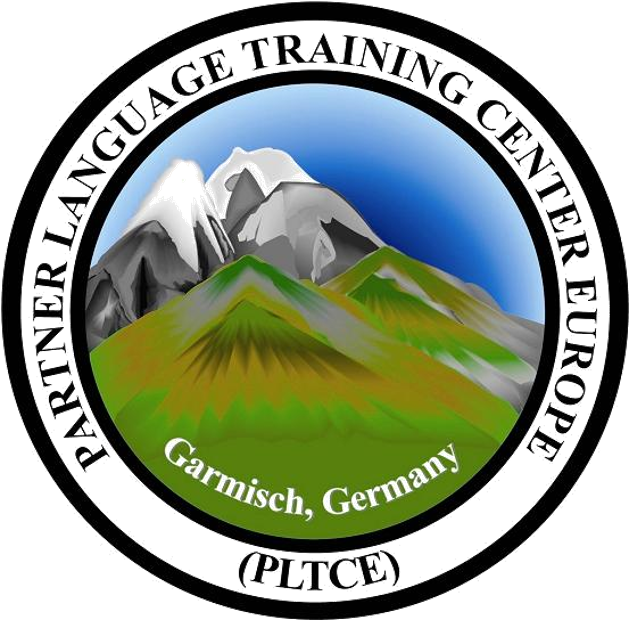 PARTNER LANGUAGE TRAINING CENTER EUROPE
Garmisch, Germany
(PLTCE)